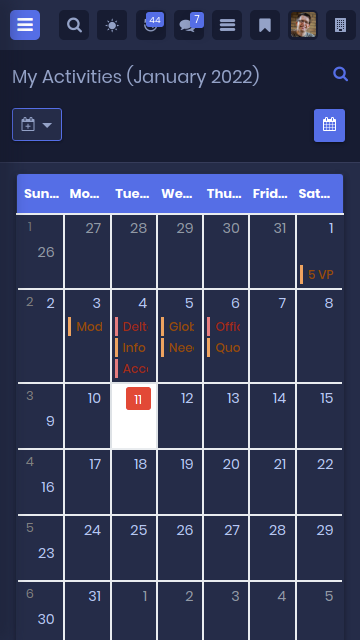 44
7
My Activities (January 2022)
Sun... Mo... Tue... We... Thu... Frid... Sat...
1 26 27 28 29 30 31 1
5 VP
2 2 3 4 5 6 7 8
Mod Delt Glob Offic
Info Nee Quo
Acco
3 9 10 11 12 13 14 15
4 16 17 18 19 20 21 22
5 23 24 25 26 27 28 29
6 30 31 1 2 3 4 5